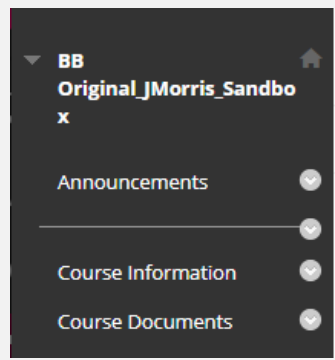 BB
Original_JMorris_Sandbo
x
Announcements
Course Information
Course Documents